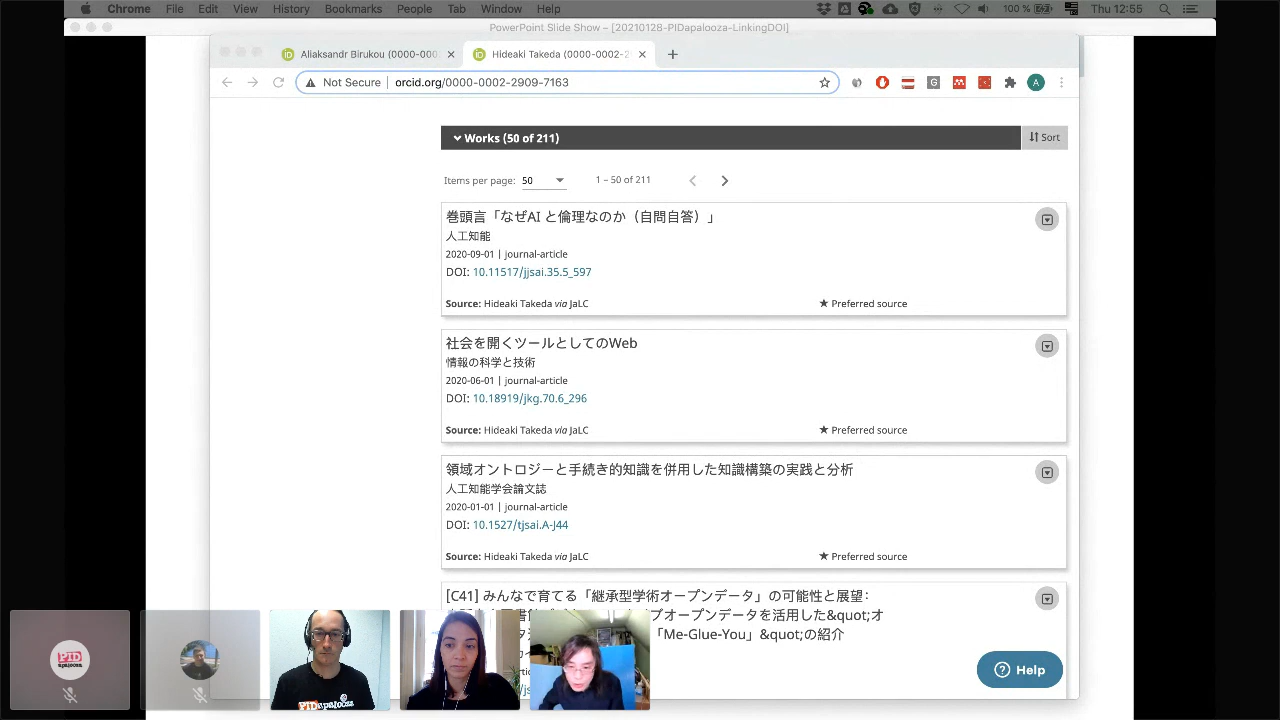 Chrome File Edit View History Bookmarks People Tab Window Help 100 % Thu 12:55
PowerPoint Slide Show – [20210128-PIDapalooza-LinkingDOI]
Aliaksandr Birukou (0000-000 Hideaki Takeda (0000-0002-2
Not Secure orcid.org/0000-0002-2909-7163 G A
Works (50 of 211) Sort
Items per page: 50 1 – 50 of 211
巻頭言「なぜAI と倫理なのか（自問自答）」
人工知能
2020-09-01 | journal-article
DOI: 10.11517/jjsai.35.5_597
Source: Hideaki Takeda via JaLC Preferred source
社会を開くツールとしてのWeb
情報の科学と技術
2020-06-01 | journal-article
DOI: 10.18919/jkg.70.6_296
Source: Hideaki Takeda via JaLC Preferred source
領域オントロジーと手続き的知識を併用した知識構築の実践と分析
人工知能学会論文誌
2020-01-01 | journal-article
DOI: 10.1527/tjsai.A-J44
Source: Hideaki Takeda via JaLC Preferred source
[C41] みんなで育てる「継承型学術オープンデータ」の可能性と展望:
プオープンデータを活用した&quot;オ
「Me-Glue-You」&quot;の紹介
Help
PID
apalooza
PIDapalooza